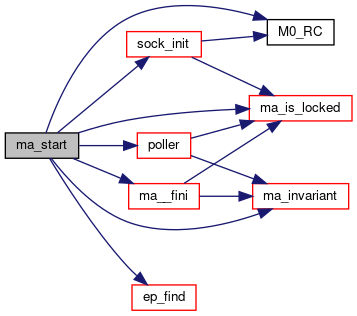 M0_RC
sock_init
ma_is_locked
ma_start
poller
ma__fini
ma_invariant
ep_find